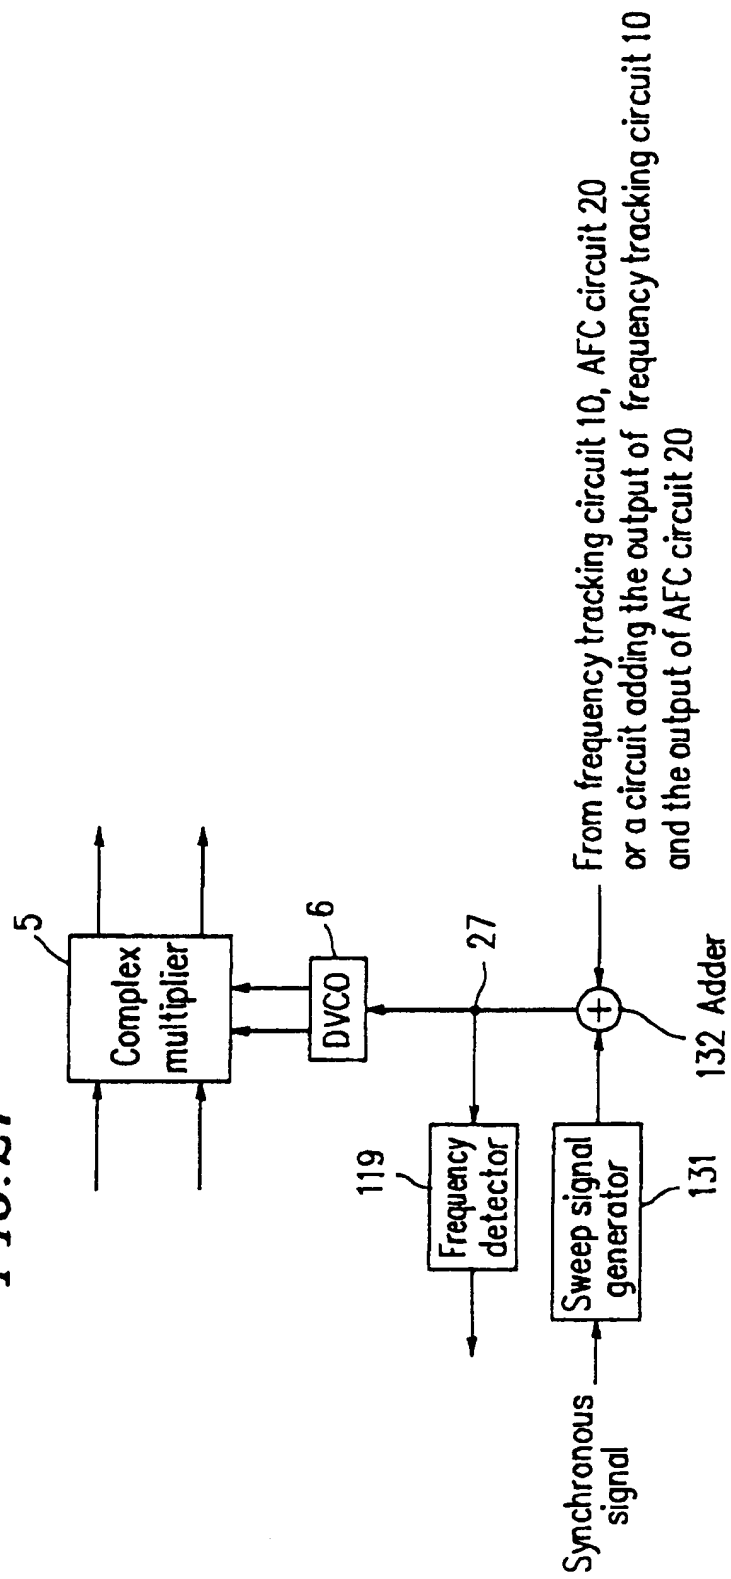 5
Complex
multiplier
6
DVCO
27
119
Frequency
detector
132 Adder
From frequency tracking circuit 10, AFC circuit 20
or a circuit adding the output of frequency tracking circuit 10
and the output of AFC circuit 20
Sweep signal
generator
131
Synchronous
signal